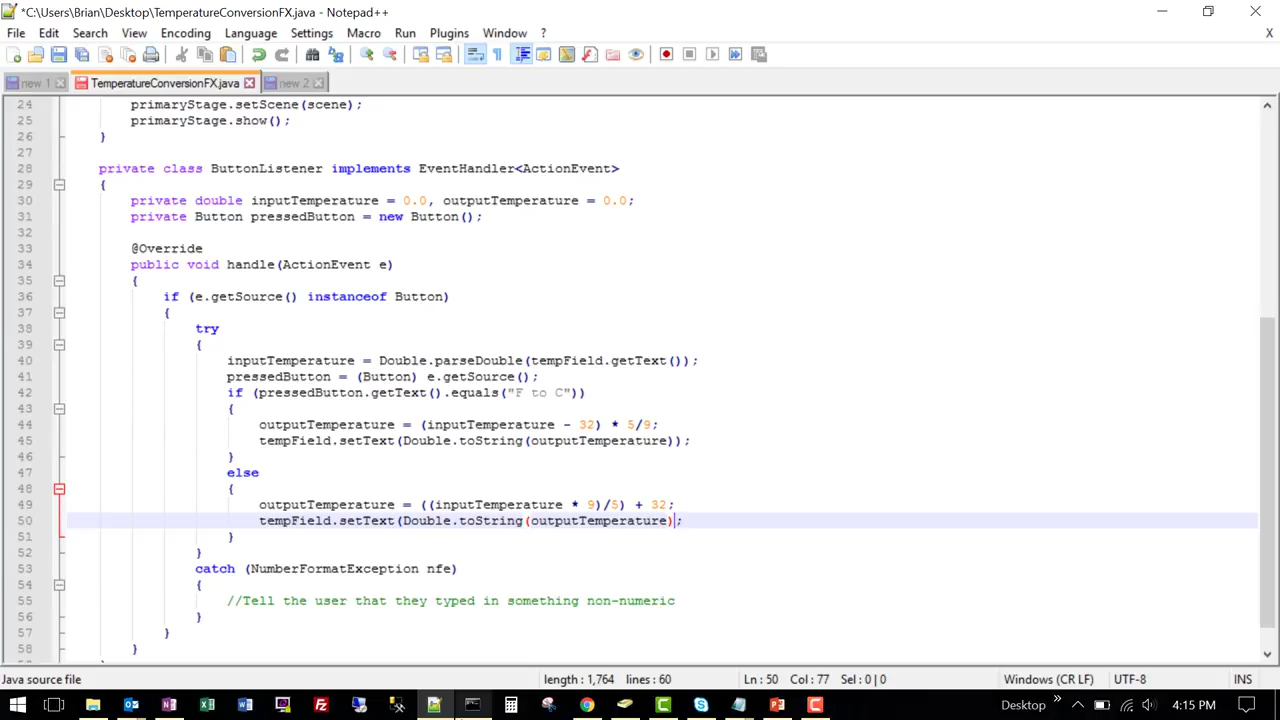 *C:\Users\Brian\Desktop\TemperatureConversionFX.java - Notepad++
File Edit Search View Encoding Language Settings Macro Run Plugins Window ? X
new 1 TemperatureConversionFX.java new 2
24 primaryStage.setScene(scene);
25 primaryStage.show();
26 }
27
28 private class ButtonListener implements EventHandler<ActionEvent>
29 {
30 private double inputTemperature = 0.0, outputTemperature = 0.0;
31 private Button pressedButton = new Button();
32
33 @Override
34 public void handle(ActionEvent e)
35 {
36 if (e.getSource() instanceof Button)
37 {
38 try
39 {
40 inputTemperature = Double.parseDouble(tempField.getText());
41 pressedButton = (Button) e.getSource();
42 if (pressedButton.getText().equals("F to C"))
43 {
44 outputTemperature = (inputTemperature - 32) * 5/9;
45 tempField.setText(Double.toString(outputTemperature));
46 }
47 else
48 {
49 outputTemperature = ((inputTemperature * 9)/5) + 32;
50 tempField.setText(Double.toString(outputTemperature);
51 }
52 }
53 catch (NumberFormatException nfe)
54 {
55 //Tell the user that they typed in something non-numeric
56 }
57 }
58 }
Java source file length : 1,764 lines : 60 Ln : 50 Col : 77 Sel : 0 | 0 Windows (CR LF) UTF-8 INS
Desktop 4:15 PM